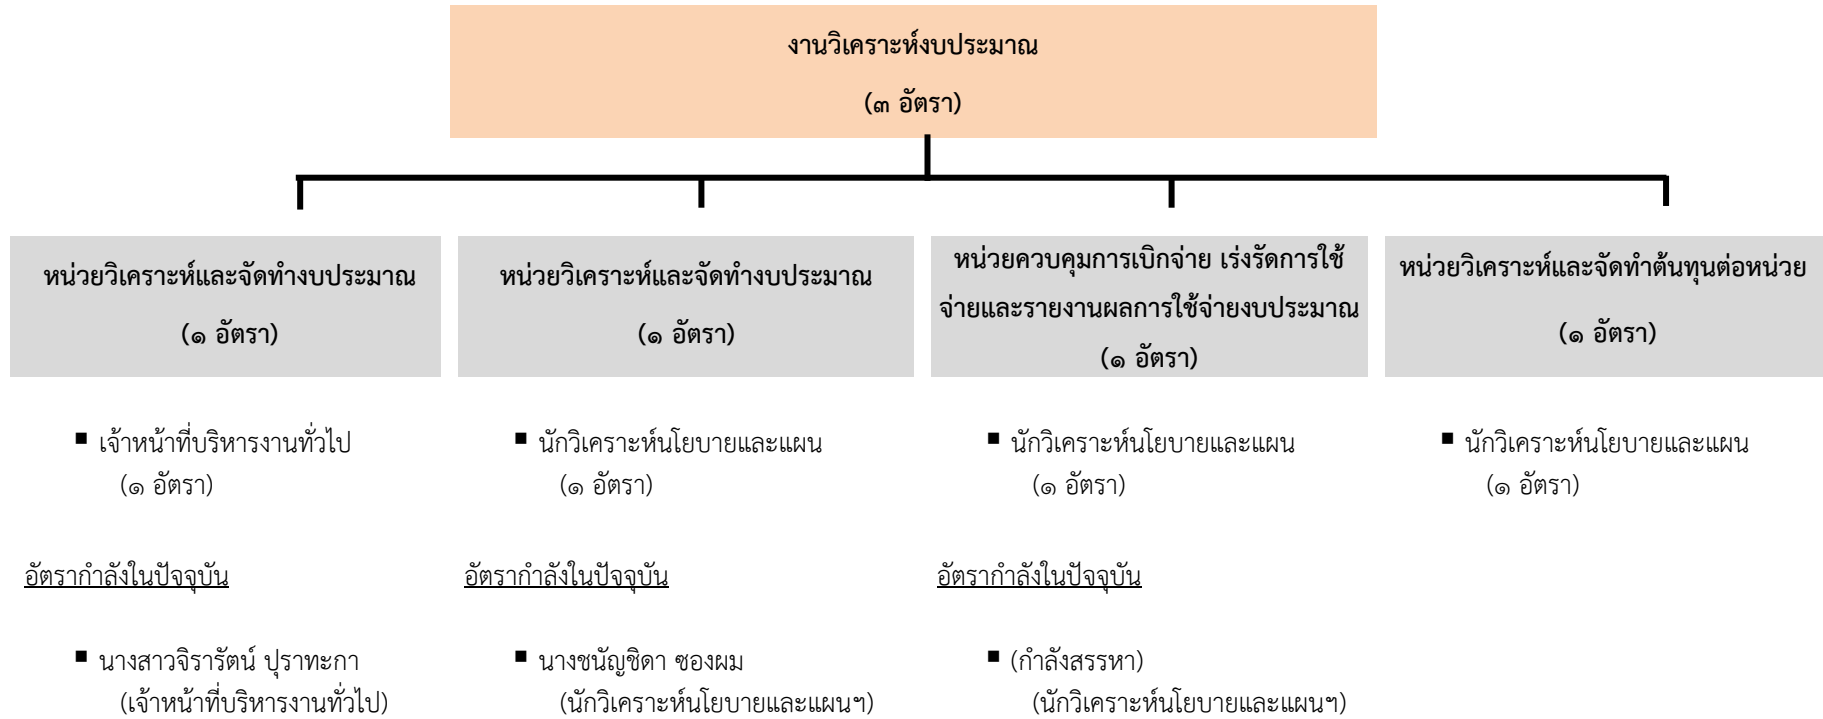 งานวิเคราะห์งบประมาณ
(๓ อัตรา)
หน่วยวิเคราะห์และจัดทำงบประมาณ
(๑ อัตรา)
▪ เจ้าหน้าที่บริหารงานทั่วไป
(๑ อัตรา)
อัตรากำลังในปัจจุบัน
▪ นางสาวจิรารัตน์ ปุราทะกา
(เจ้าหน้าที่บริหารงานทั่วไป)
หน่วยวิเคราะห์และจัดทำงบประมาณ
(๑ อัตรา)
▪ นักวิเคราะห์นโยบายและแผน
(๑ อัตรา)
อัตรากำลังในปัจจุบัน
▪ นางชนัญชิดา ซองผม
(นักวิเคราะห์นโยบายและแผนฯ)
หน่วยควบคุมการเบิกจ่าย เร่งรัดการใช้
จ่ายและรายงานผลการใช้จ่ายงบประมาณ
(๑ อัตรา)
▪ นักวิเคราะห์นโยบายและแผน
(๑ อัตรา)
อัตรากำลังในปัจจุบัน
▪ (กำลังสรรหา)
(นักวิเคราะห์นโยบายและแผนฯ)
หน่วยวิเคราะห์และจัดทำต้นทุนต่อหน่วย
(๑ อัตรา)
▪ นักวิเคราะห์นโยบายและแผน
(๑ อัตรา)